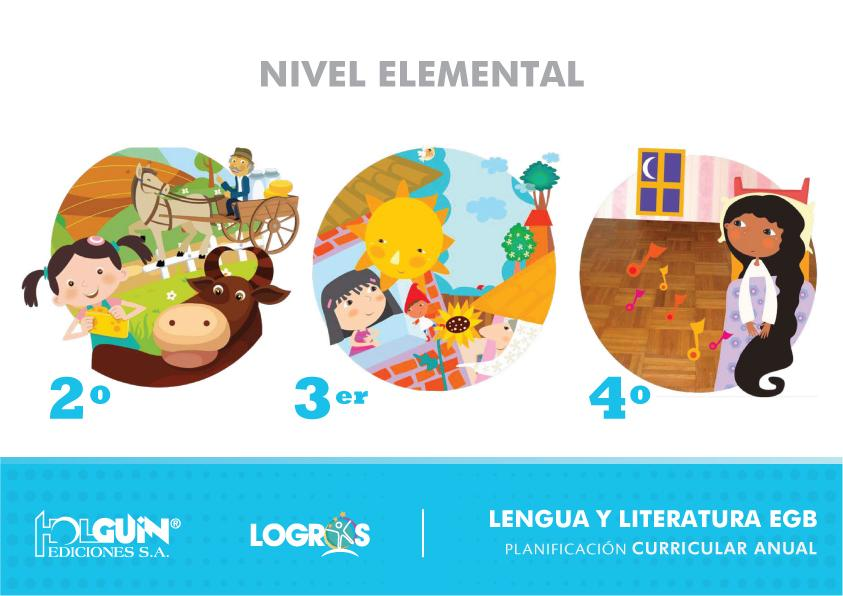 NIVEL ELEMENTAL
2º
3er
4º
HOLGUÍN®
EDICIONES S.A.
LOGROS
LENGUA Y LITERATURA EGB
PLANIFICACIÓN CURRICULAR ANUAL